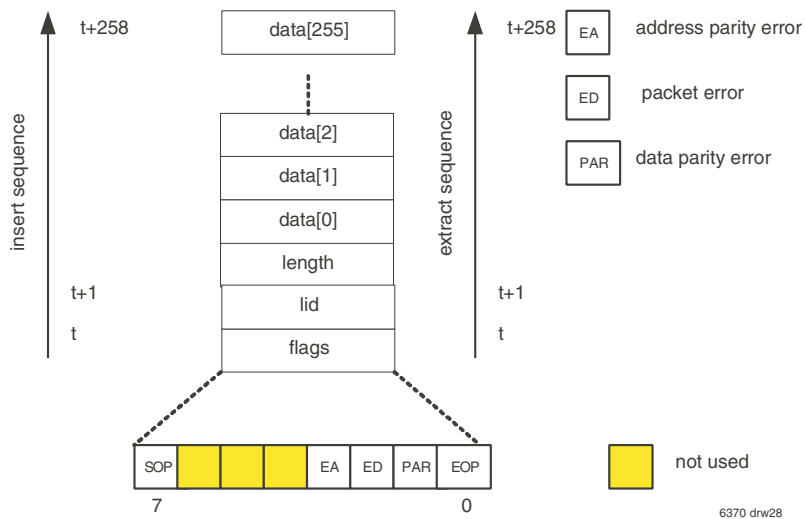 t+258
data[255]
t+258
EA
address parity error
ED
packet error
PAR
data parity error
insert sequence
extract sequence
data[2]
data[1]
data[0]
length
t+1
lid
t+1
t
flags
t
SOP
EA
ED
PAR
EOP
7
0
not used
6370 drw28